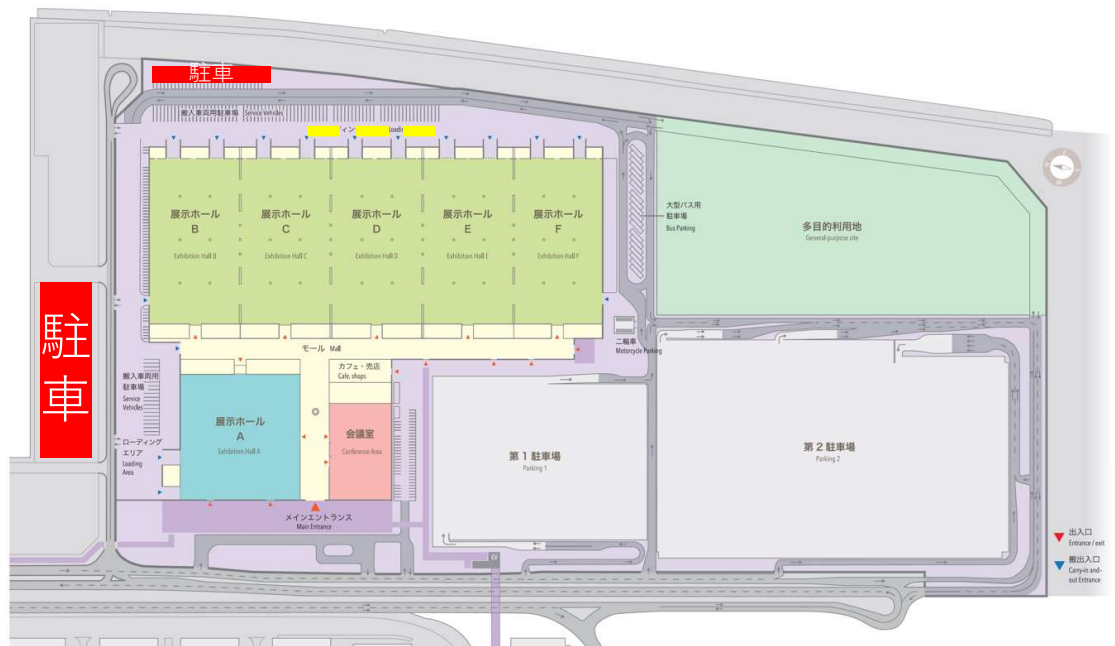 駐車
搬入車両用駐車場 Service Vehicles
展示ホール
B
Exhibition Hall B
展示ホール
C
Exhibition Hall C
展示ホール
D
Exhibition Hall D
展示ホール
E
Exhibition Hall E
展示ホール
F
Exhibition Hall F
大型バス用
駐車場
Bus Parking
多目的利用地
General-purpose site
駐車
二輪車
Motorcycle Parking
モール Mall
カフェ・売店
Cafe, shops
搬入車両用
駐車場
Service
Vehicles
展示ホール
A
Exhibition Hall A
会議室
Conference Area
ローディング
エリア
Loading
Area
第1駐車場
Parking 1
第2駐車場
Parking 2
メインエントランス
Main Entrance
EV
出入口
Entrance / exit
搬出入口
Carry-in and-
out Entrance